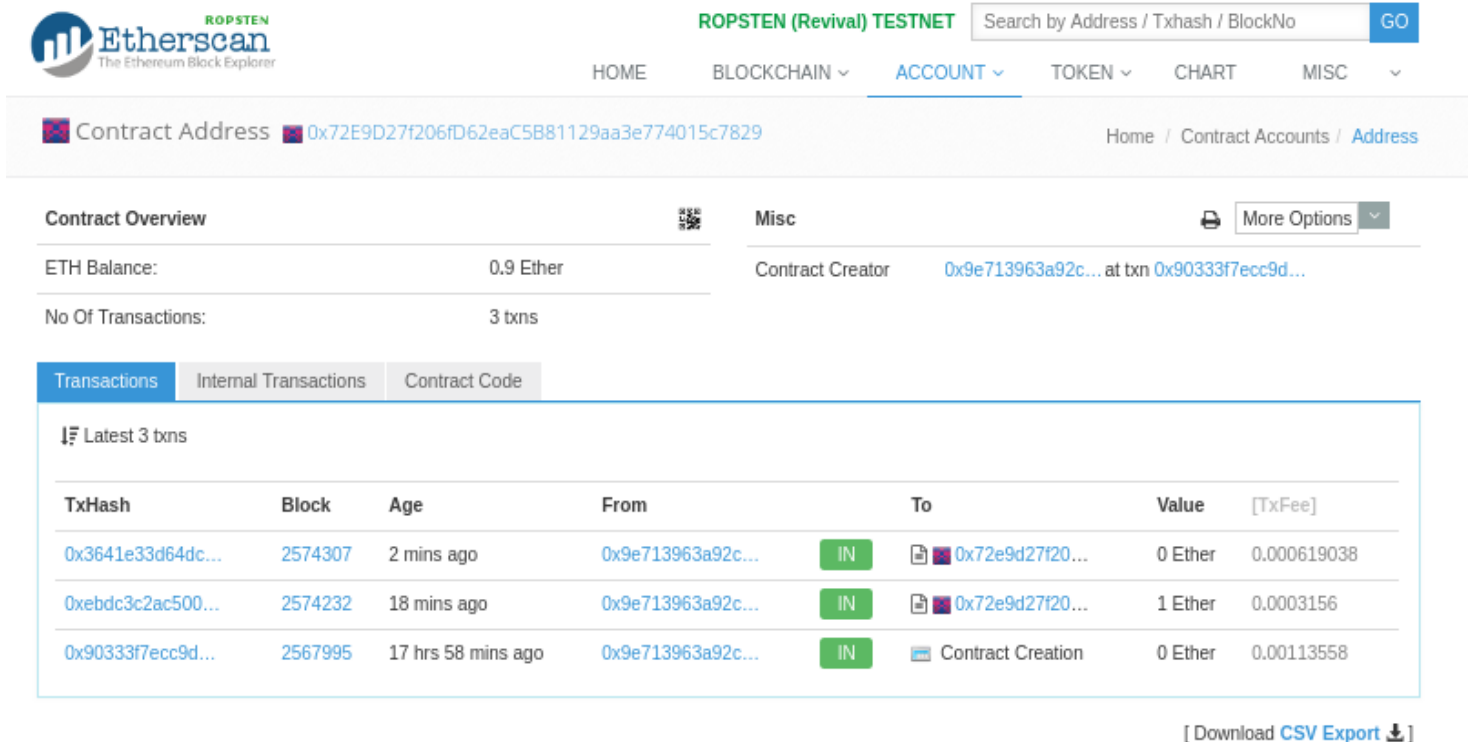 ROPSTEN
Etherscan
The Ethereum Block Explorer
ROPSTEN (Revival) TESTNET Search by Address / Txhash / BlockNo GO
HOME BLOCKCHAIN ACCOUNT TOKEN CHART MISC
Contract Address 0x72E9D27f206fD62eaC5B81129aa3e774015c7829 Home / Contract Accounts / Address
Contract Overview Misc More Options
ETH Balance: 0.9 Ether Contract Creator 0x9e713963a92c... at txn 0x90333f7ecc9d...
No Of Transactions: 3 txns
Transactions Internal Transactions Contract Code
Latest 3 txns
TxHash Block Age From To Value [TxFee]
0x3641e33d64dc... 2574307 2 mins ago 0x9e713963a92c... IN 0x72e9d27f20... 0 Ether 0.000619038
0xebdc3c2ac500... 2574232 18 mins ago 0x9e713963a92c... IN 0x72e9d27f20... 1 Ether 0.0003156
0x90333f7ecc9d... 2567995 17 hrs 58 mins ago 0x9e713963a92c... IN Contract Creation 0 Ether 0.00113558
[ Download CSV Export ]